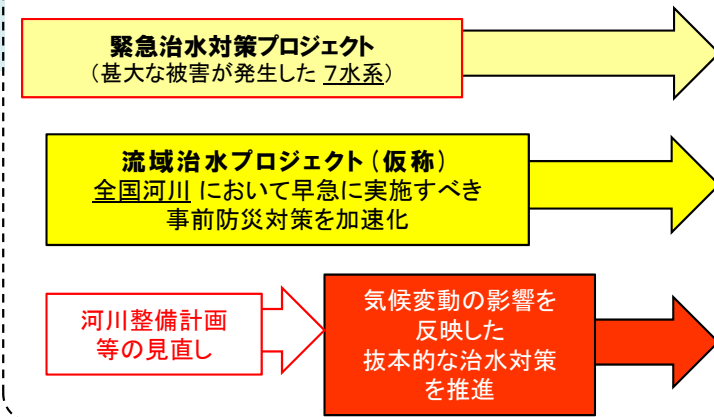 緊急治水対策プロジェクト
（甚大な被害が発生した 7水系）
流域治水プロジェクト（仮称）
全国河川 において早急に実施すべき
事前防災対策を加速化
河川整備計画
等の見直し
気候変動の影響を
反映した
抜本的な治水対策
を推進